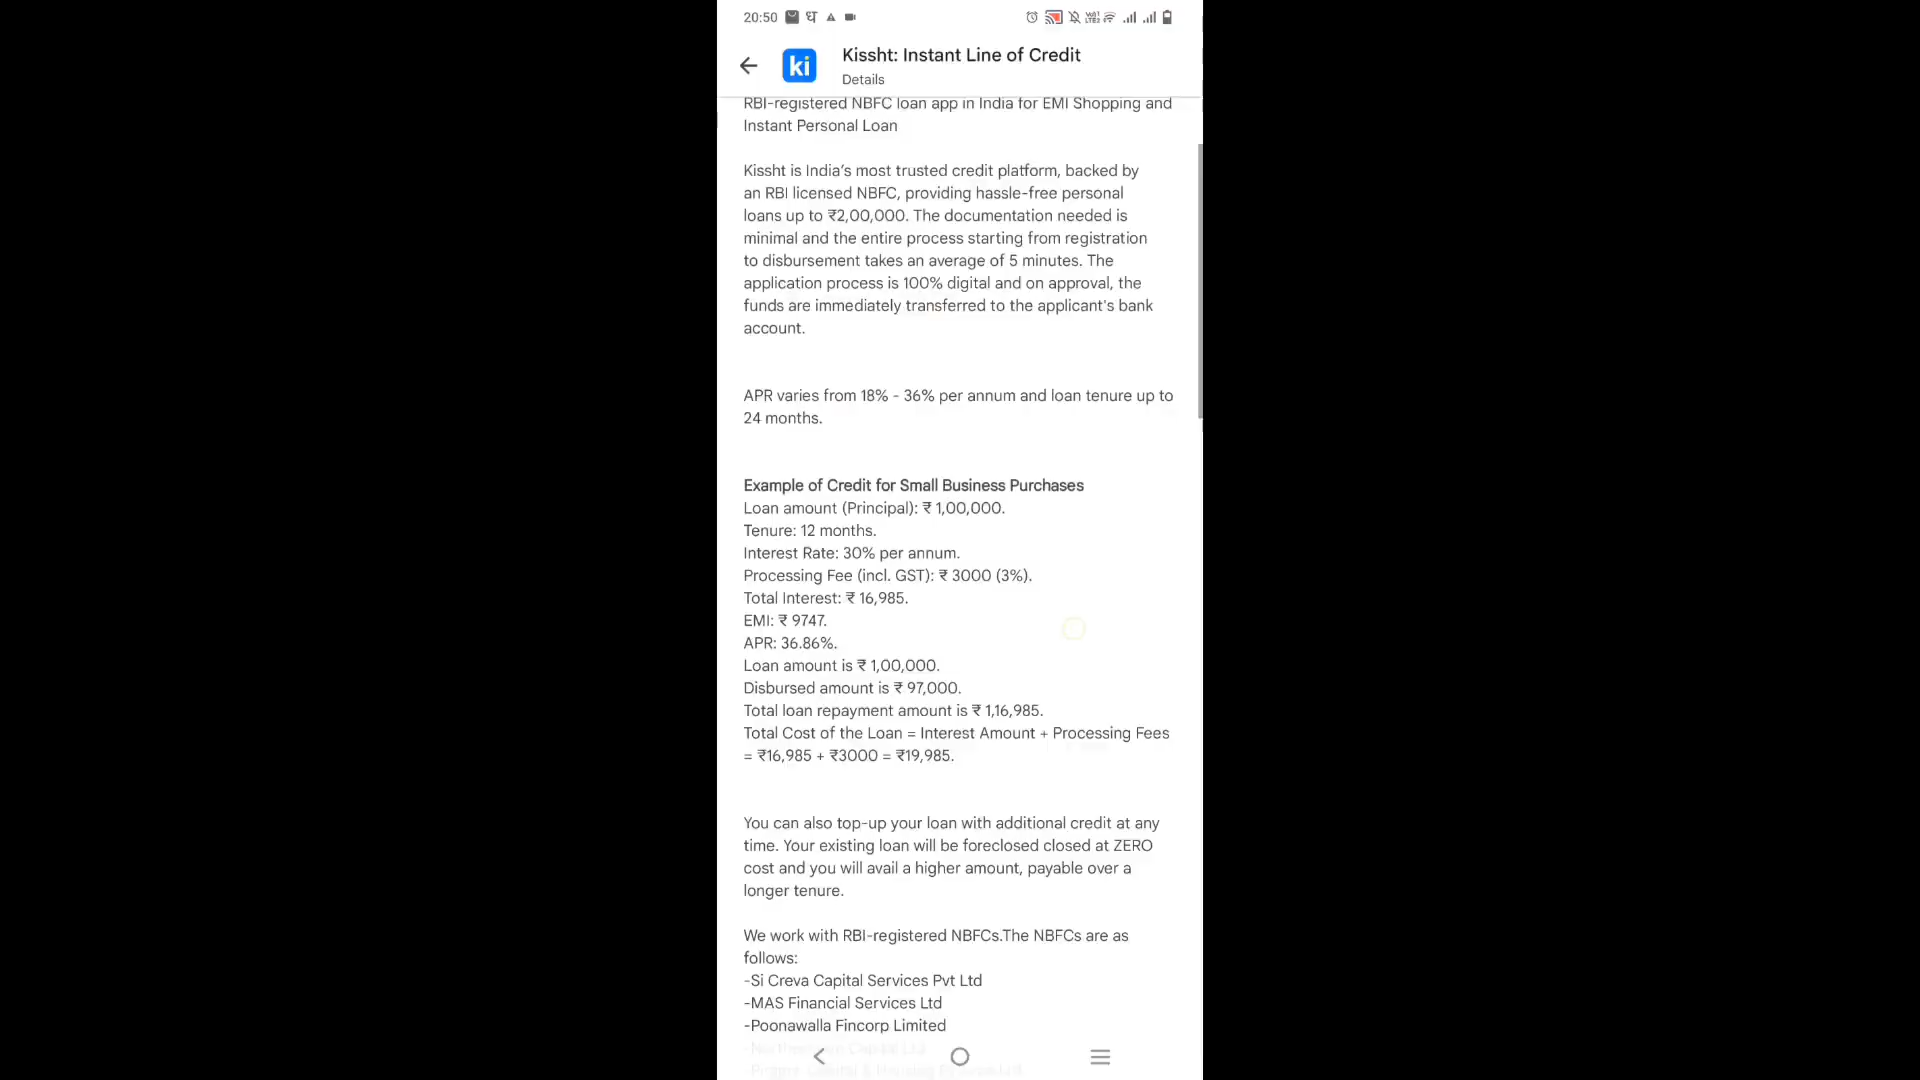 20:50
Kissht: Instant Line of Credit
Details
RBI-registered NBFC loan app in India for EMI Shopping and
Instant Personal Loan
Kissht is India’s most trusted credit platform, backed by
an RBI licensed NBFC, providing hassle-free personal
loans up to ₹2,00,000. The documentation needed is
minimal and the entire process starting from registration
to disbursement takes an average of 5 minutes. The
application process is 100% digital and on approval, the
funds are immediately transferred to the applicant's bank
account.
APR varies from 18% - 36% per annum and loan tenure up to
24 months.
Example of Credit for Small Business Purchases
Loan amount (Principal): ₹ 1,00,000.
Tenure: 12 months.
Interest Rate: 30% per annum.
Processing Fee (incl. GST): ₹ 3000 (3%).
Total Interest: ₹ 16,985.
EMI: ₹ 9747.
APR: 36.86%.
Loan amount is ₹ 1,00,000.
Disbursed amount is ₹ 97,000.
Total loan repayment amount is ₹ 1,16,985.
Total Cost of the Loan = Interest Amount + Processing Fees
= ₹16,985 + ₹3000 = ₹19,985.
You can also top-up your loan with additional credit at any
time. Your existing loan will be foreclosed closed at ZERO
cost and you will avail a higher amount, payable over a
longer tenure.
We work with RBI-registered NBFCs.The NBFCs are as
follows:
-Si Creva Capital Services Pvt Ltd
-MAS Financial Services Ltd
-Poonawalla Fincorp Limited